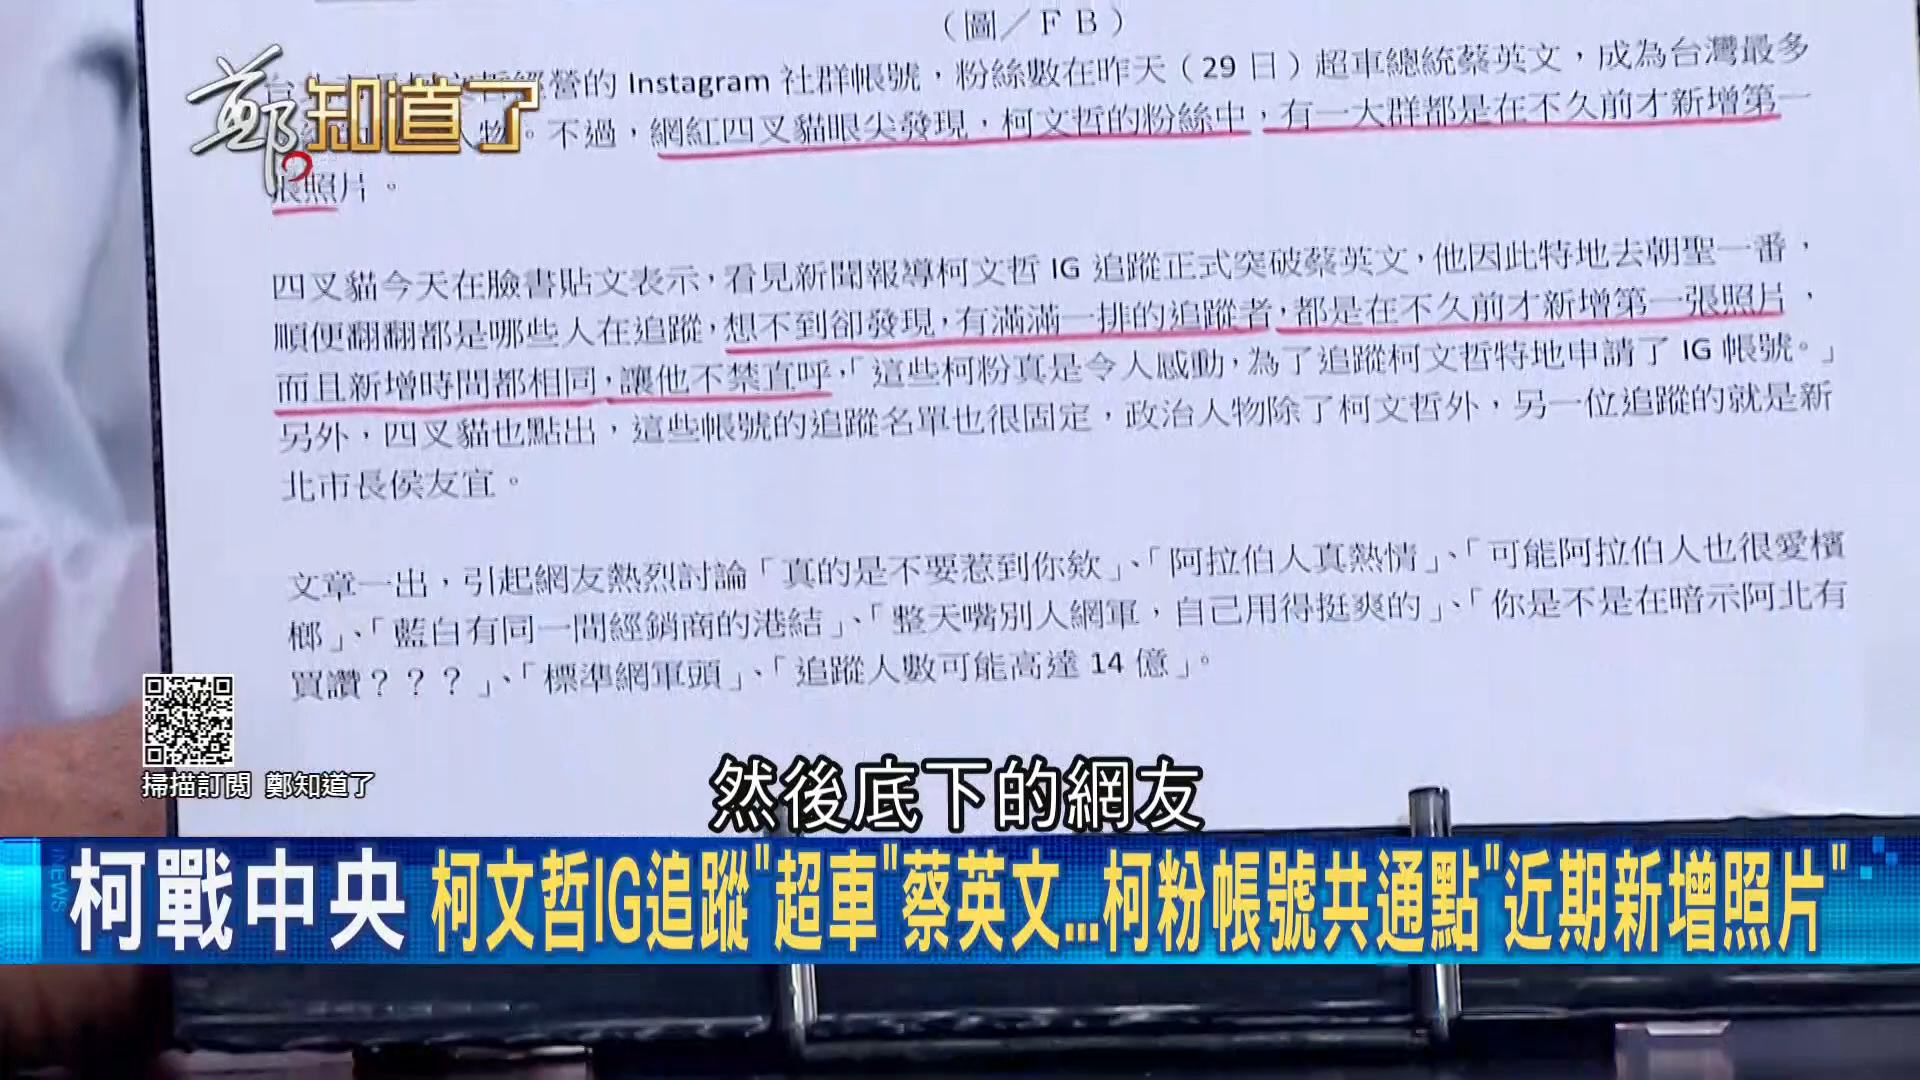 （圖／ＦＢ）
營的 Instagram 社群帳號，粉絲數在昨天（29 日）超車總統蔡英文，成為台灣最多
人物。不過，網紅四叉貓眼尖發現，柯文哲的粉絲中，有一大群都是在不久前才新增第一
張照片。
四叉貓今天在臉書貼文表示，看見新聞報導柯文哲 IG 追蹤正式突破蔡英文，他因此特地去朝聖一番，
順便翻翻都是哪些人在追蹤，想不到卻發現，有滿滿一排的追蹤者，都是在不久前才新增第一張照片，
而且新增時間都相同，讓他不禁直呼，「這些柯粉真是令人感動，為了追蹤柯文哲特地申請了 IG 帳號。」
另外，四叉貓也點出，這些帳號的追蹤名單也很固定，政治人物除了柯文哲外，另一位追蹤的就是新
北市長侯友宜。
文章一出，引起網友熱烈討論「真的是不要惹到你欸」、「阿拉伯人真熱情」、「可能阿拉伯人也很愛檳
榔」、「藍白有同一間經銷商的港結」、「整天嘴別人網軍，自己用得挺爽的」、「你是不是在暗示阿北有
買讚？？？」、「標準網軍頭」、「追蹤人數可能高達 14 億」。
鄭知道了
掃描訂閱 鄭知道了
然後底下的網友
NEWS
柯戰中央 柯文哲IG追蹤"超車"蔡英文...柯粉帳號共通點"近期新增照片"